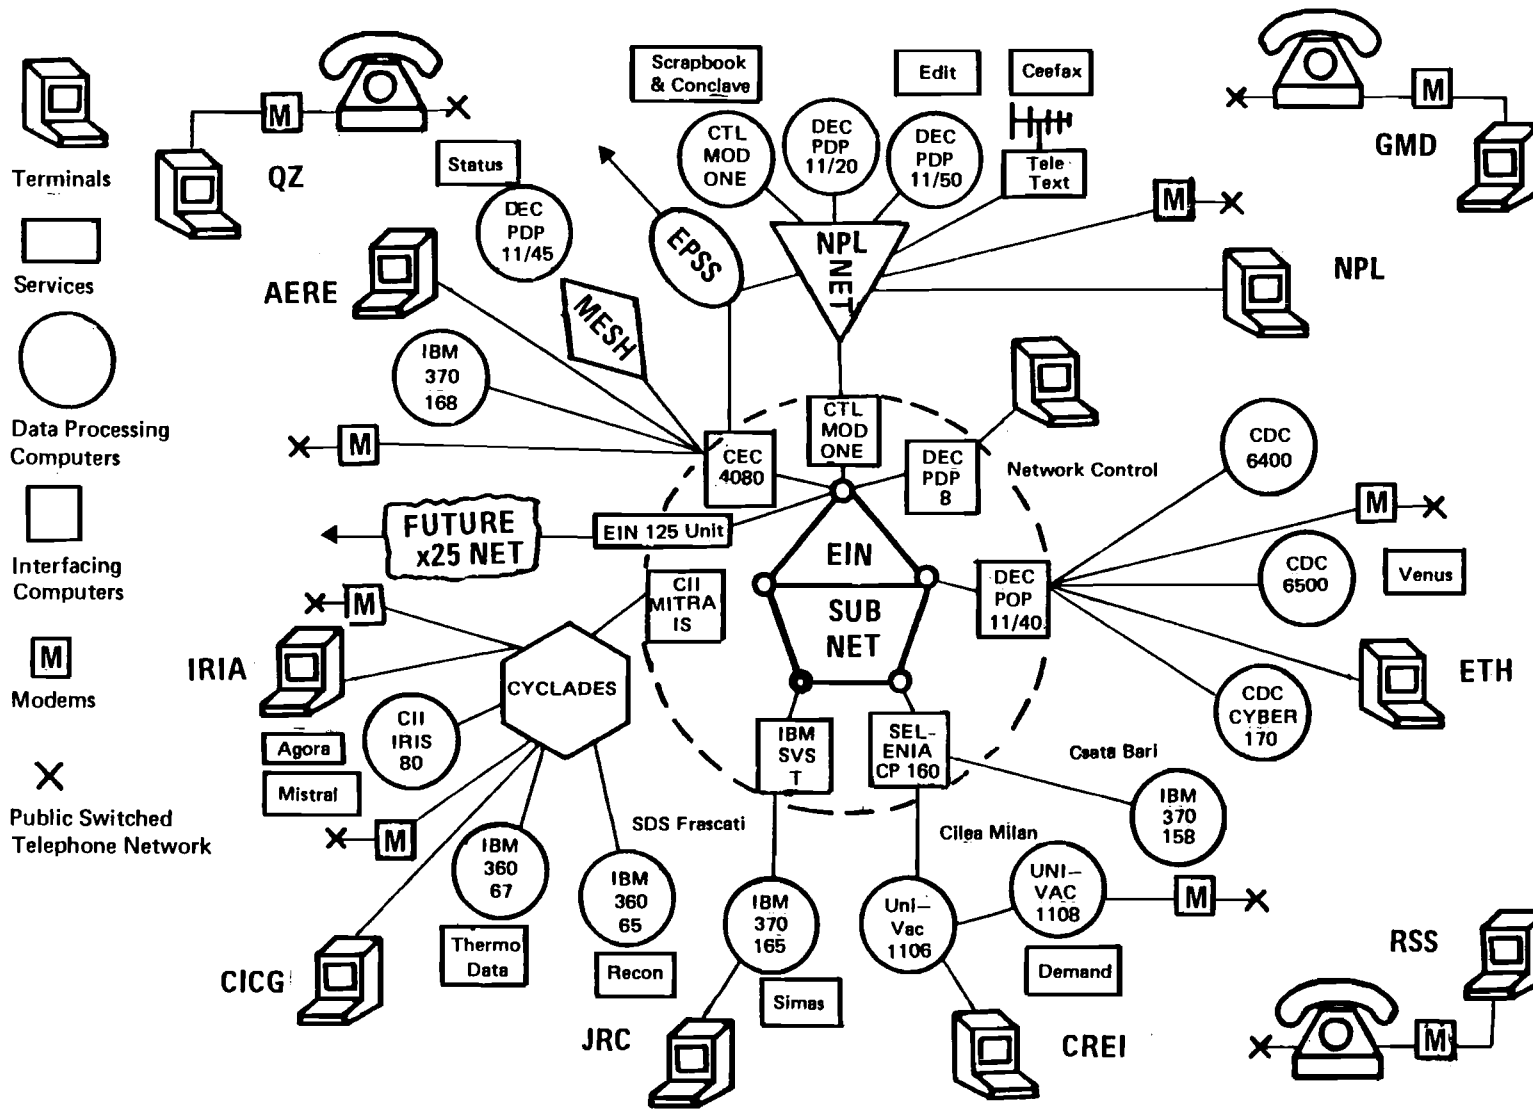 Terminals
Services
Data Processing
Computers
Interfacing
Computers
M
Modems
Public Switched
Telephone Network
M
QZ
Status
DEC
PDP
11/45
AERE
IBM
370
168
M
MESH
EPSS
Scrapbook
& Conclave
CTL
MOD
ONE
DEC
PDP
11/20
Edit
DEC
PDP
11/50
Ceefax
Tele
Text
NPL
NET
M
NPL
M
GMD
CEC
4080
CTL
MOD
ONE
DEC
PDP
8
Network Control
FUTURE
x25 NET
EIN 125 Unit
EIN
SUB
NET
CII
MITRA
IS
DEC
POP
11/40
CDC
6400
M
CDC
6500
Venus
ETH
CDC
CYBER
170
M
IRIA
CYCLADES
CII
IRIS
80
Agora
Mistral
M
IBM
360
67
Thermo
Data
CICG
SDS Frascati
IBM
360
65
Recon
IBM
SVS
T
SEL-
ENIA
CP 160
Csata Bari
IBM
370
158
Cilea Milan
IBM
370
165
Simas
JRC
Uni-
Vac
1106
UNI-
VAC
1108
M
Demand
CREI
RSS
M